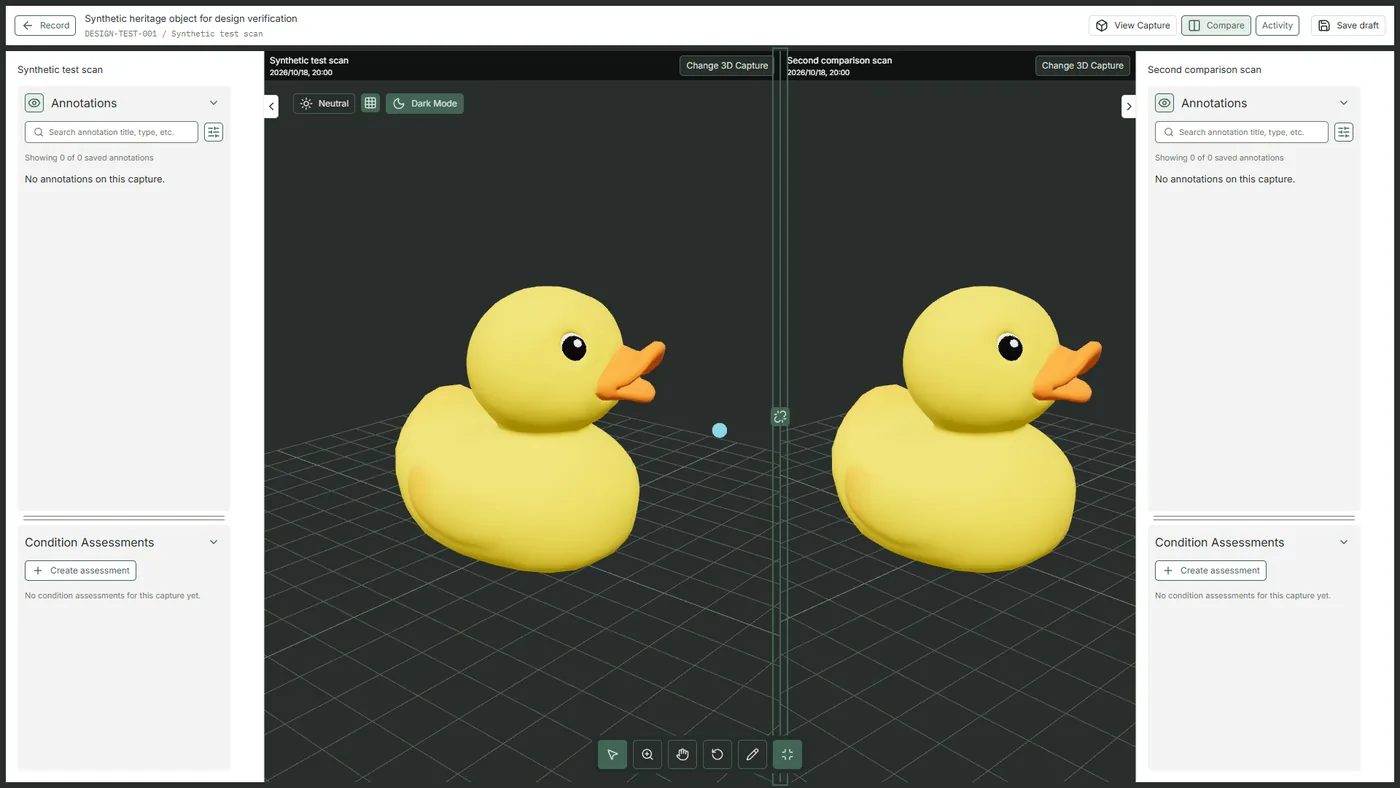 Record
Synthetic heritage object for design verification
DESIGN-TEST-001 / Synthetic test scan
View Capture
Compare
Activity
Save draft
Synthetic test scan
Annotations
Search annotation title, type, etc.
Showing 0 of 0 saved annotations
No annotations on this capture.
Condition Assessments
Create assessment
No condition assessments for this capture yet.
Synthetic test scan
2026/10/18, 20:00
Change 3D Capture
Neutral
Dark Mode
Second comparison scan
2026/10/18, 20:00
Change 3D Capture
Second comparison scan
Annotations
Search annotation title, type, etc.
Showing 0 of 0 saved annotations
No annotations on this capture.
Condition Assessments
Create assessment
No condition assessments for this capture yet.